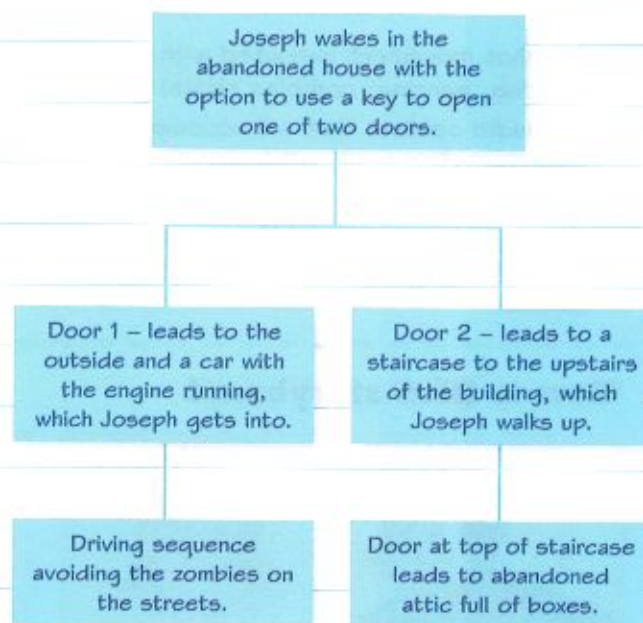 Joseph wakes in the
abandoned house with the
option to use a key to open
one of two doors.
Door 1 – leads to the
outside and a car with
the engine running,
which Joseph gets into.
Door 2 – leads to a
staircase to the upstairs
of the building, which
Joseph walks up.
Driving sequence
avoiding the zombies on
the streets.
Door at top of staircase
leads to abandoned
attic full of boxes.